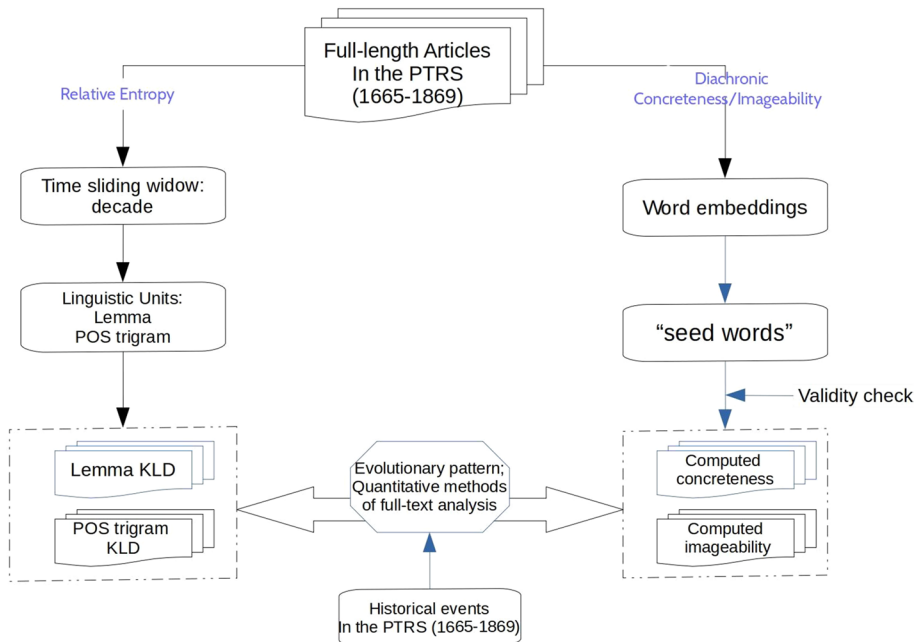 Full-length Articles
In the PTRS
(1665-1869)
Relative Entropy
Diachronic
Concreteness/Imageability
Time sliding widow:
decade
Word embeddings
Linguistic Units:
Lemma
POS trigram
“seed words”
Validity check
Lemma KLD
POS trigram
KLD
Evolutionary pattern;
Quantitative methods
of full-text analysis
Computed
concreteness
Computed
imageability
Historical events
In the PTRS (1665-1869)